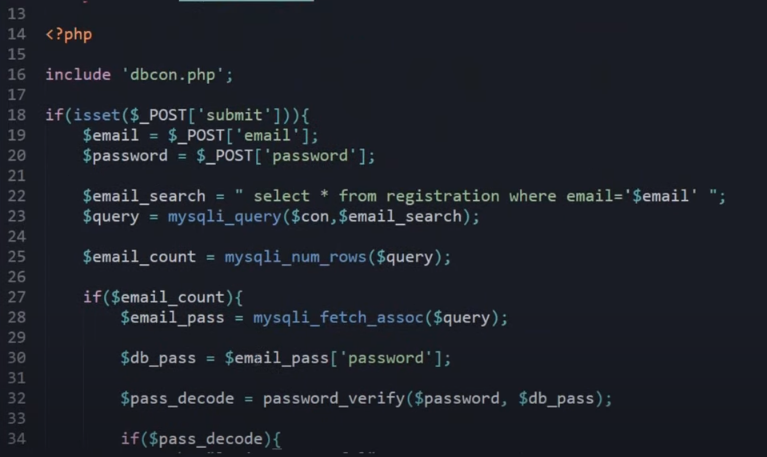 13
14 <?php
15
16 include 'dbcon.php';
17
18 if(isset($_POST['submit'])){
19 $email = $_POST['email'];
20 $password = $_POST['password'];
21
22 $email_search = " select * from registration where email='$email' ";
23 $query = mysqli_query($con,$email_search);
24
25 $email_count = mysqli_num_rows($query);
26
27 if($email_count){
28 $email_pass = mysqli_fetch_assoc($query);
29
30 $db_pass = $email_pass['password'];
31
32 $pass_decode = password_verify($password, $db_pass);
33
34 if($pass_decode){